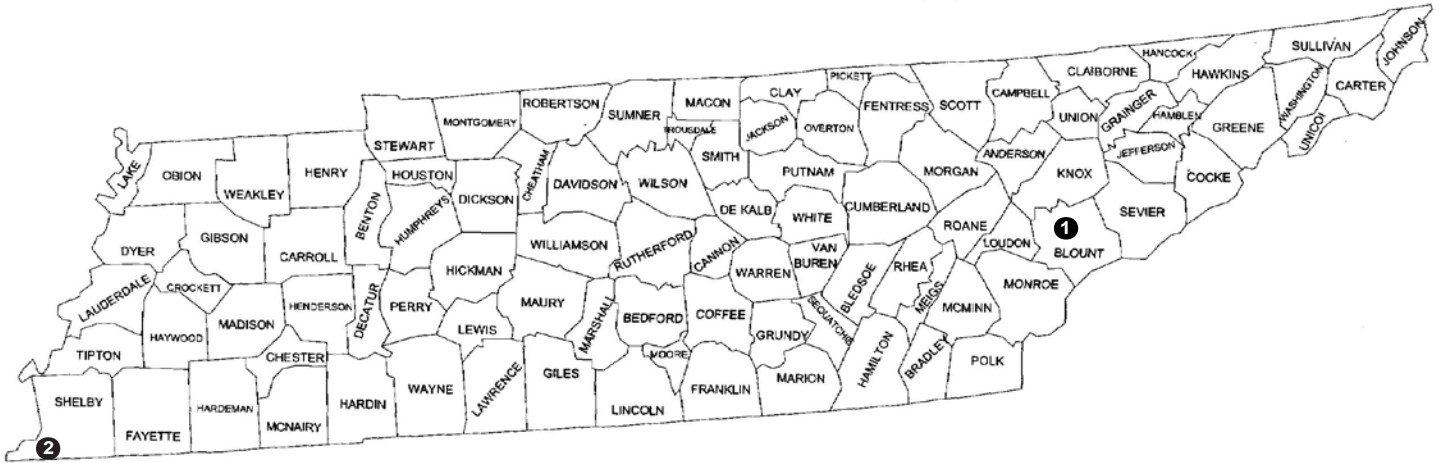 JOHNSON
SULLIVAN
HANCOCK
HAWKINS
CLAIBORNE
WASHINGTON
CARTER
PICKETT
CLAY
CAMPBELL
SCOTT
FENTRESS
UNION
GRAINGER
HAMBLEN
GREENE
UNICOI
ROBERTSON
SUMNER
MACON
MONTGOMERY
TROUSDALE
JACKSON
OVERTON
STEWART
SMITH
ANDERSON
JEFFERSON
KNOX
COCKE
LAKE
OBION
WEAKLEY
HENRY
HOUSTON
CHEATHAM
DAVIDSON
WILSON
PUTNAM
MORGAN
DICKSON
BENTON
HUMPHREYS
DE KALB
WHITE
CUMBERLAND
SEVIER
ROANE
1
LOUDON
BLOUNT
DYER
GIBSON
CARROLL
WILLIAMSON
RUTHERFORD
CANNON
VAN
BUREN
WARREN
BLEDSOE
RHEA
MEIGS
MONROE
HICKMAN
LAUDERDALE
CROCKETT
HENDERSON
DECATUR
PERRY
MAURY
MARSHALL
BEDFORD
COFFEE
GRUNDY
SEQUATCHIE
MCMINN
HAYWOOD
MADISON
LEWIS
TIPTON
CHESTER
MOORE
HAMILTON
BRADLEY
POLK
SHELBY
FAYETTE
HARDEMAN
MCNAIRY
HARDIN
WAYNE
LAWRENCE
GILES
LINCOLN
FRANKLIN
MARION
2